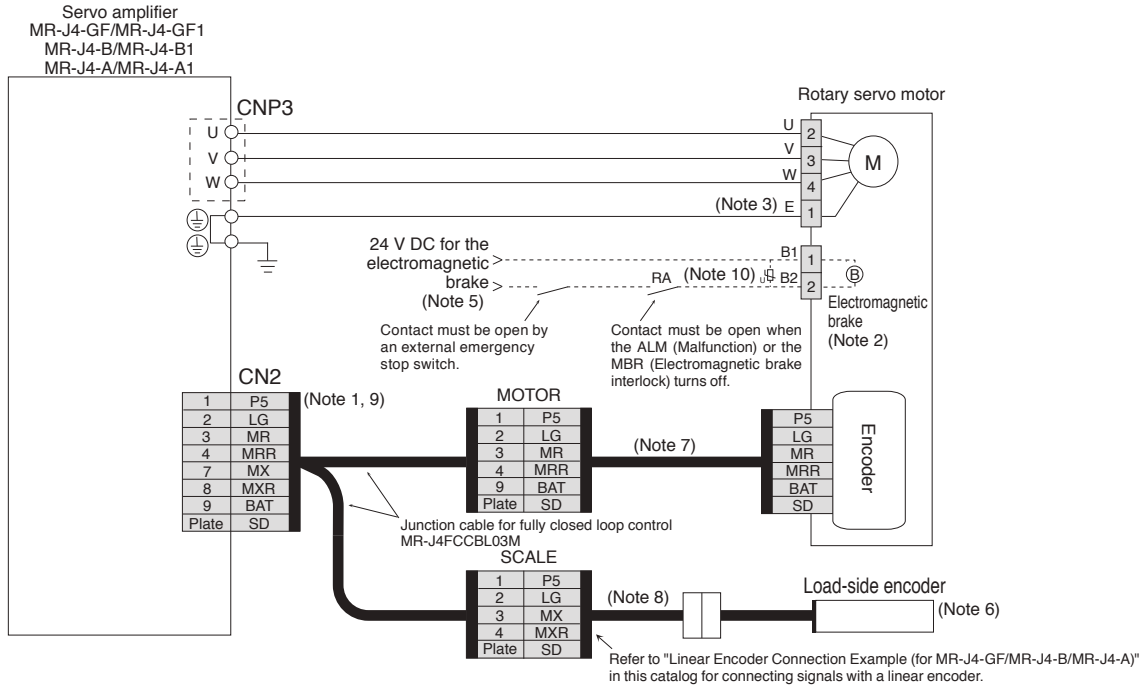 Servo amplifier
MR-J4-GF/MR-J4-GF1
MR-J4-B/MR-J4-B1
MR-J4-A/MR-J4-A1
CNP3
U
V
W
Rotary servo motor
U 2
V 3
W 4
(Note 3) E 1
M
24 V DC for the
electromagnetic
brake
(Note 5)
RA (Note 10) U
B1 1
B2 2
B
Electromagnetic
brake
(Note 2)
Contact must be open by
an external emergency
stop switch.
Contact must be open when
the ALM (Malfunction) or the
MBR (Electromagnetic brake
interlock) turns off.
CN2
(Note 1, 9)
1 P5
2 LG
3 MR
4 MRR
7 MX
8 MXR
9 BAT
Plate SD
MOTOR
1 P5
2 LG
3 MR
4 MRR
9 BAT
Plate SD
(Note 7)
P5
LG
MR
MRR
BAT
SD
Encoder
Junction cable for fully closed loop control
MR-J4FCCBL03M
SCALE
1 P5
2 LG
3 MX
4 MXR
Plate SD
(Note 8)
Load-side encoder
(Note 6)
Refer to "Linear Encoder Connection Example (for MR-J4-GF/MR-J4-B/MR-J4-A)"
in this catalog for connecting signals with a linear encoder.